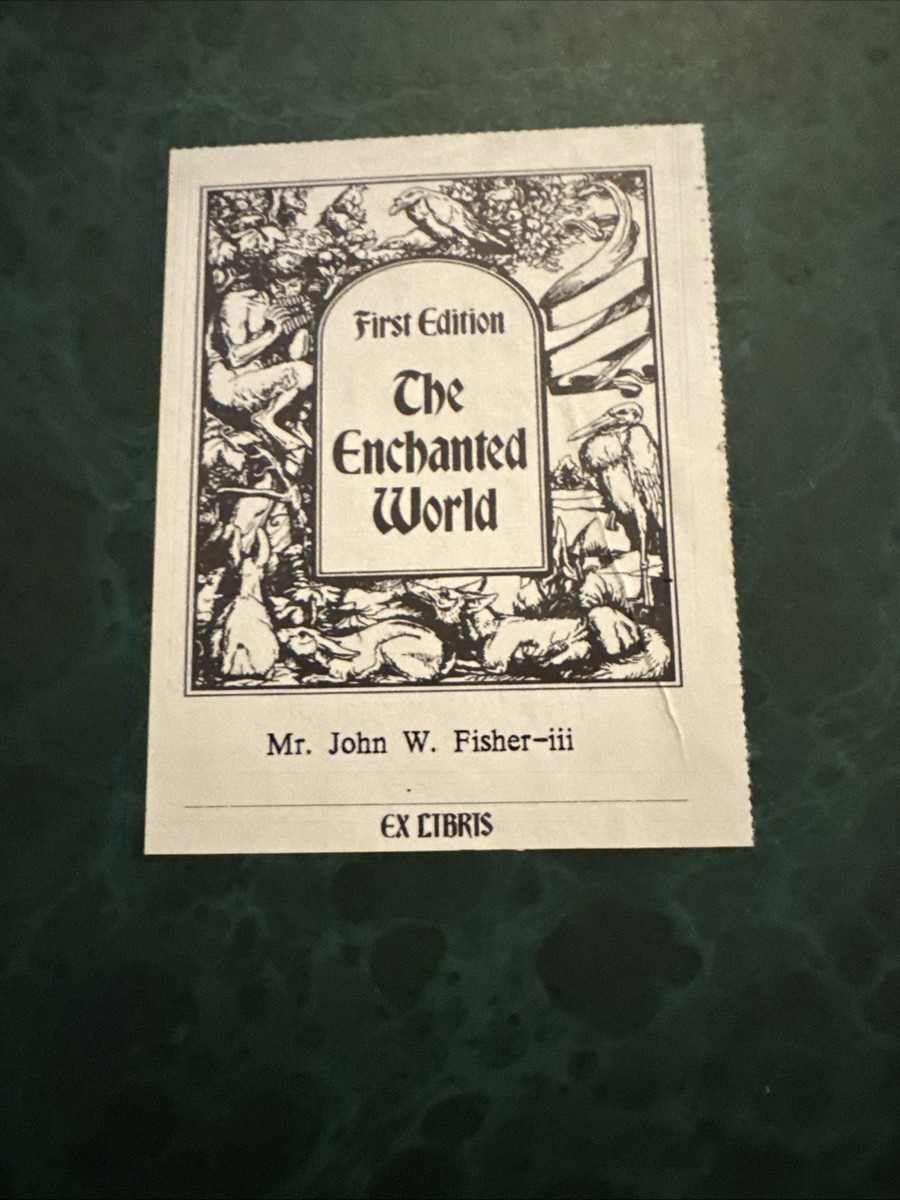 First Edition
The
Enchanted
World
Mr. John W. Fisher-iii
EX LIBRIS